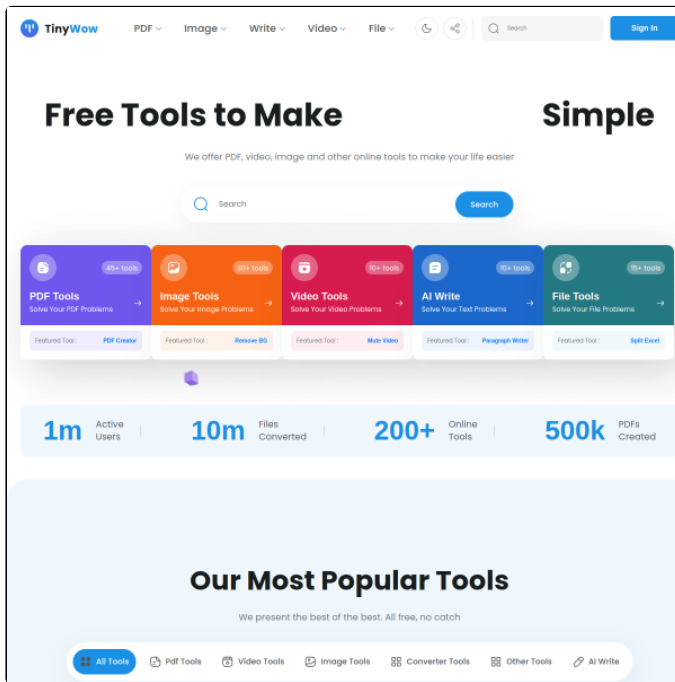 TinyWow PDF Image Write Video File Search Sign In
Free Tools to Make Simple
We offer PDF, video, image and other online tools to make your life easier
Search Search
45+ tools 30+ tools 10+ tools 10+ tools 15+ tools
PDF Tools Image Tools Video Tools AI Write File Tools
Solve Your PDF Problems Solve Your Image Problems Solve Your Video Problems Solve Your Text Problems Solve Your File Problems
Featured Tool : PDF Creator Featured Tool : Remove BG Featured Tool : Mute Video Featured Tool : Paragraph Writer Featured Tool : Split Excel
1m Active Users 10m Files Converted 200+ Online Tools 500k PDFs Created
Our Most Popular Tools
We present the best of the best. All free, no catch
All Tools Pdf Tools Video Tools Image Tools Converter Tools Other Tools AI Write